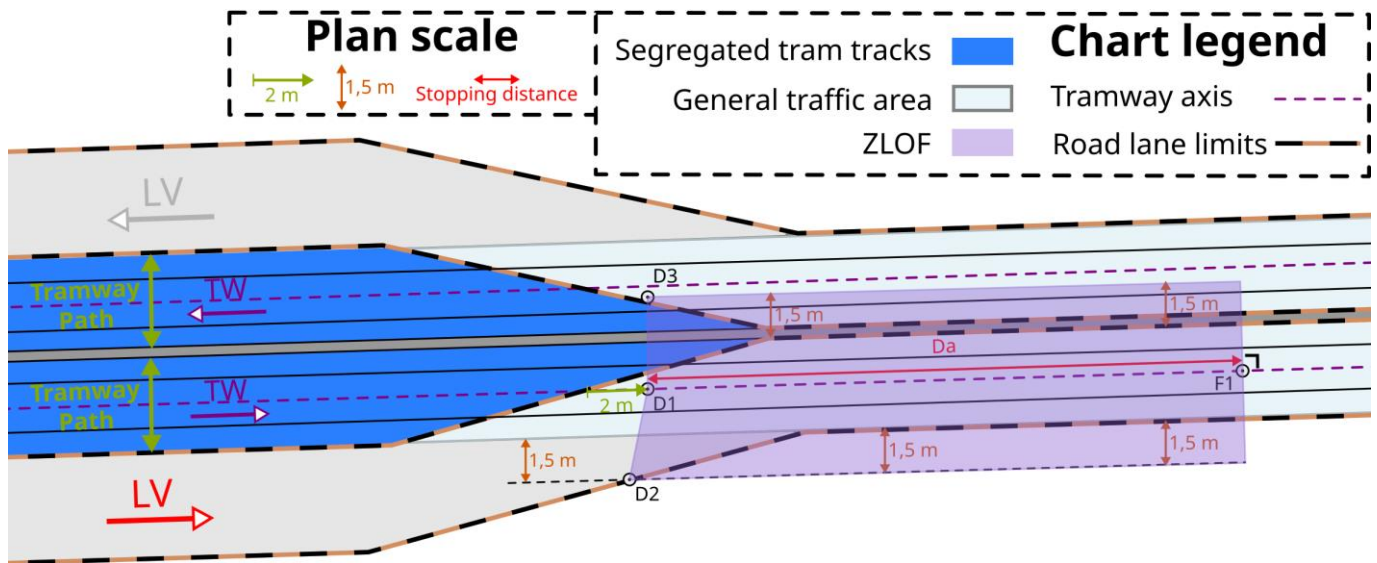 Plan scale
2 m
1,5 m
Stopping distance
Chart legend
Segregated tram tracks
General traffic area
Tramway axis
ZLOF
Road lane limits
LV
D3
TW
Tramway
Path
1,5 m
1,5 m
Da
TW
Tramway
Path
2 m
D1
F1
1,5 m
1,5 m
1,5 m
LV
D2